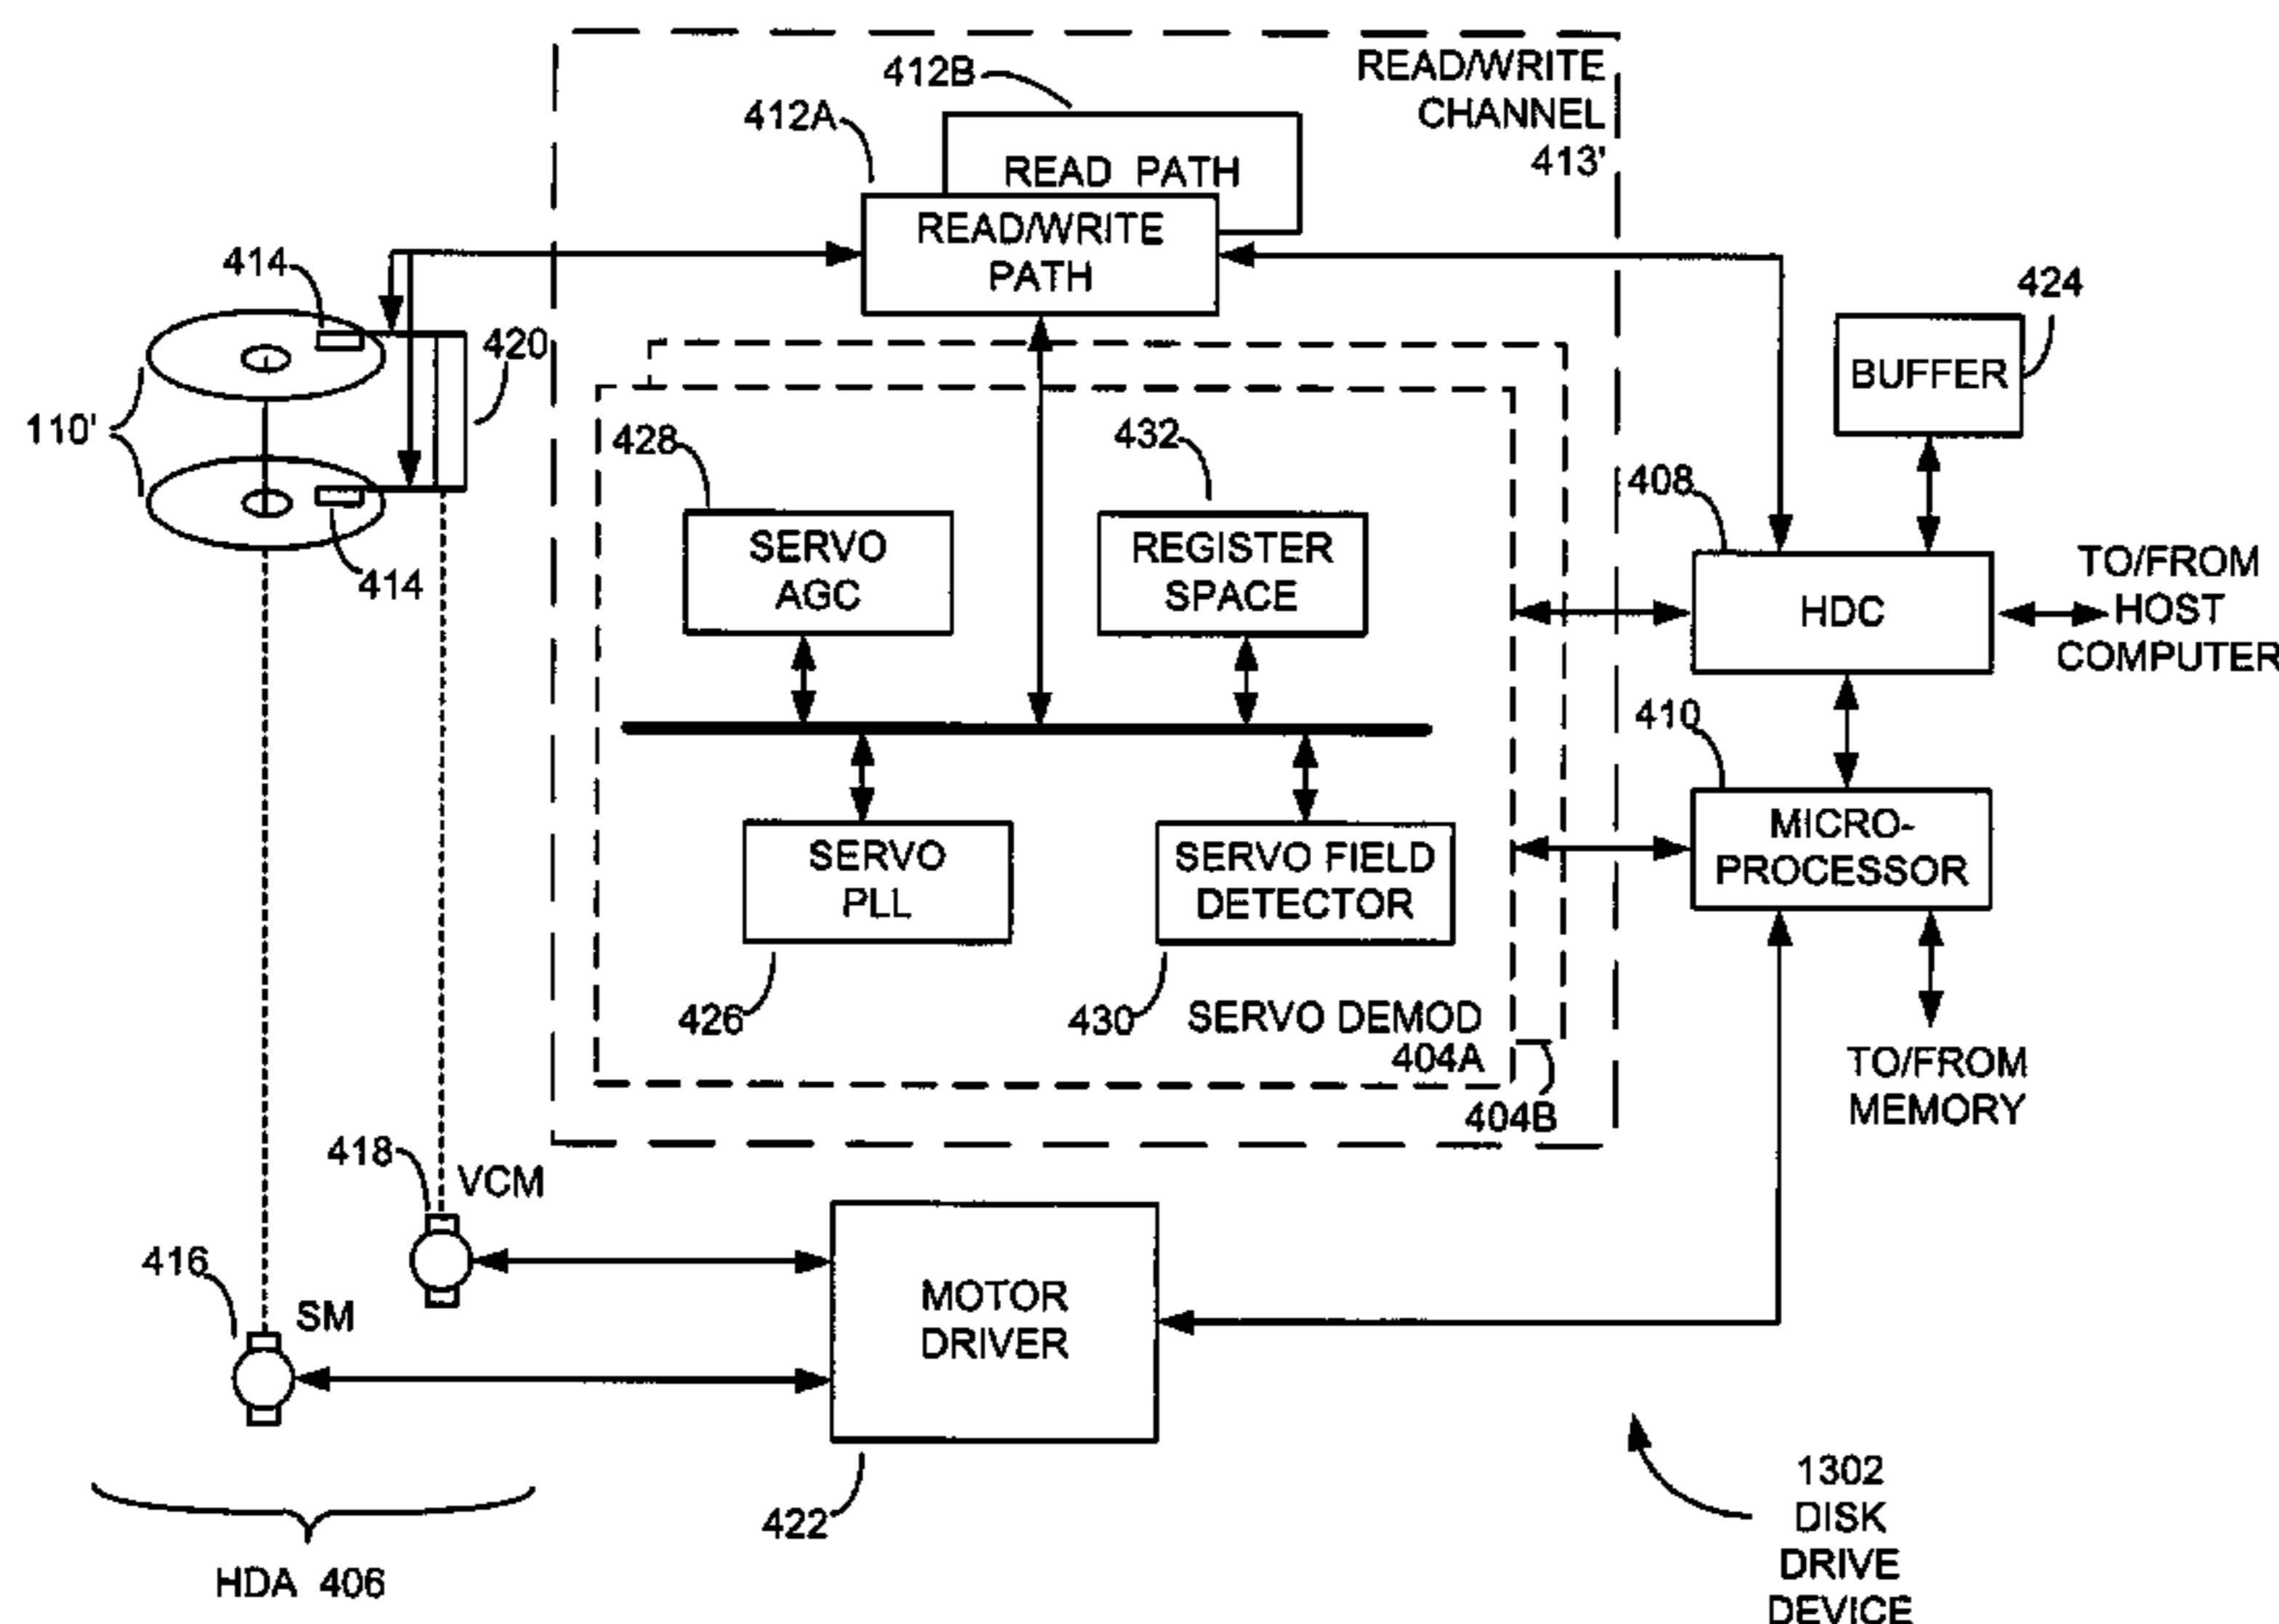 READ/WRITE
CHANNEL
413'
412B
412A
READ PATH
READ/WRITE
PATH
414
420
110'
414
424
BUFFER
428
432
SERVO
AGC
REGISTER
SPACE
408
HDC
TO/FROM
HOST
COMPUTER
410
MICRO-
PROCESSOR
SERVO
PLL
SERVO FIELD
DETECTOR
426
430
SERVO DEMOD
404A
404B
TO/FROM
MEMORY
418
VCM
416
SM
MOTOR
DRIVER
422
HDA 406
1302
DISK
DRIVE
DEVICE